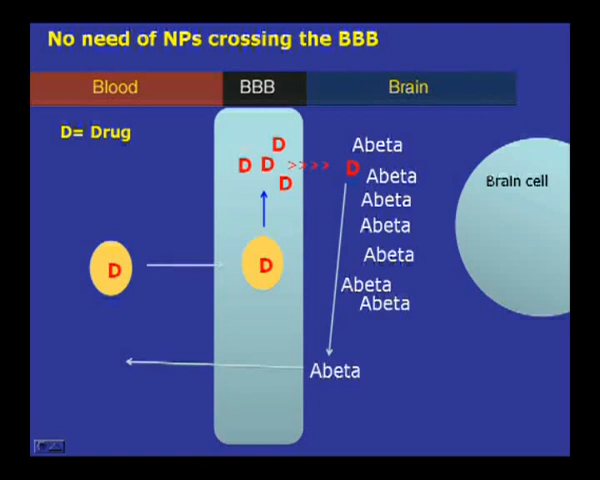 No need of NPs crossing the BBB
Blood
BBB
Brain
D= Drug
D
D D
D
>>>>
D
Abeta
Abeta
Abeta
Abeta
Abeta
Abeta
Abeta
Brain cell
D
D
Abeta